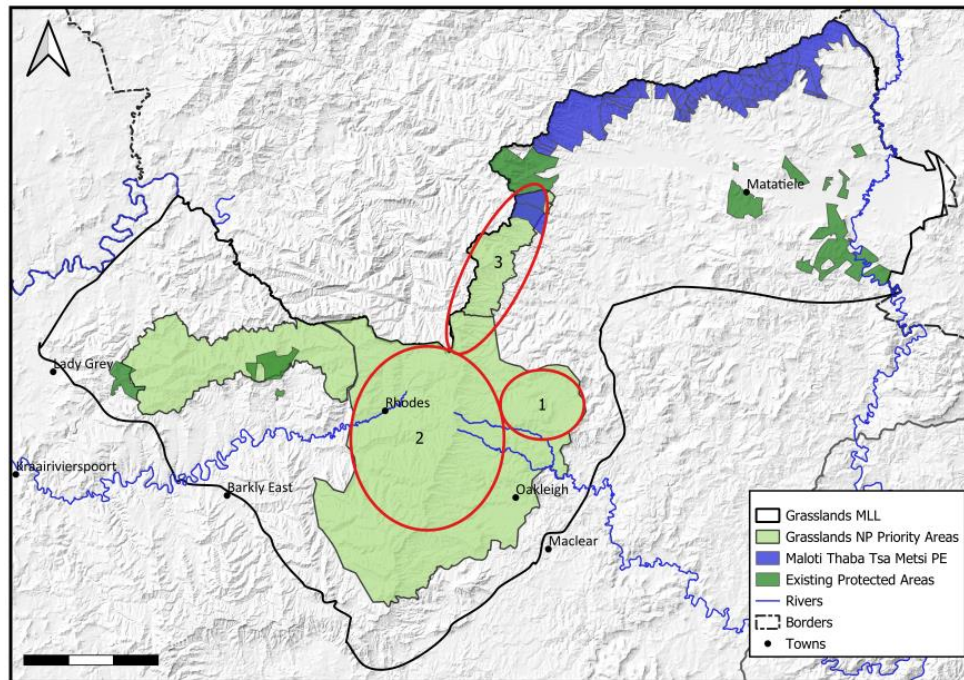 Matatiele
3
Lady Grey
Rhodes
1
2
Kraairivierspoort
Barkly East
Oakleigh
Maclear
Grasslands MLL
Grasslands NP Priority Areas
Maloti Thaba Tsa Metsi PE
Existing Protected Areas
Rivers
Borders
Towns